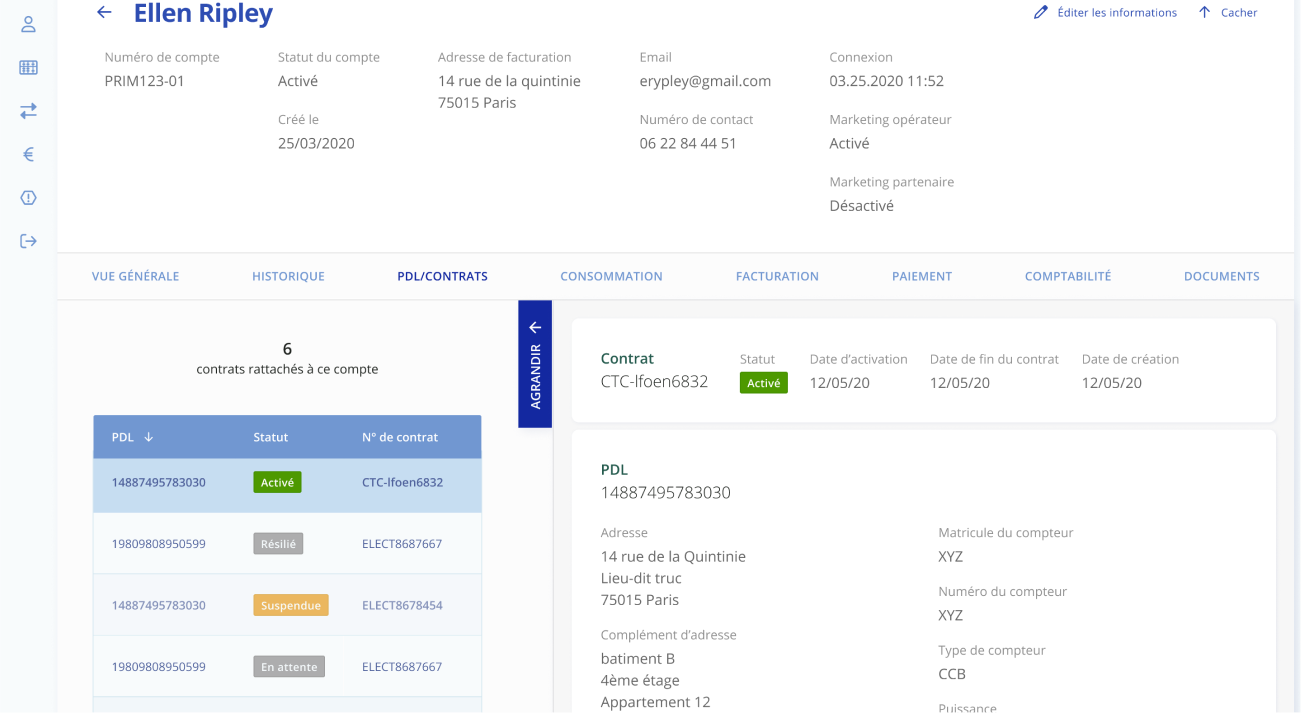 Ellen Ripley
Éditer les informations
Cacher
Numéro de compte
PRIM123-01
Statut du compte
Activé
Créé le
25/03/2020
Adresse de facturation
14 rue de la quintinie
75015 Paris
Email
erypley@gmail.com
Numéro de contact
06 22 84 44 51
Connexion
03.25.2020 11:52
Marketing opérateur
Activé
Marketing partenaire
Désactivé
VUE GÉNÉRALE HISTORIQUE PDL/CONTRATS CONSOMMATION FACTURATION PAIEMENT COMPTABILITÉ DOCUMENTS
6
contrats rattachés à ce compte
PDL Statut N° de contrat
14887495783030 Activé CTC-lfoen6832
19809808950599 Résilié ELECT8687667
14887495783030 Suspendue ELECT8678454
19809808950599 En attente ELECT8687667
AGRANDIR
Contrat
CTC-lfoen6832
Statut
Activé
Date d'activation
12/05/20
Date de fin du contrat
12/05/20
Date de création
12/05/20
PDL
14887495783030
Adresse
14 rue de la Quintinie
Lieu-dit truc
75015 Paris
Complément d'adresse
batiment B
4ème étage
Appartement 12
Matricule du compteur
XYZ
Numéro du compteur
XYZ
Type de compteur
CCB
Puissance